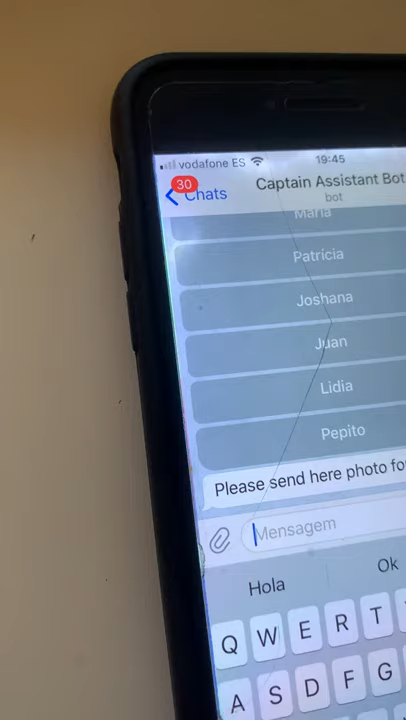 vodafone ES 19:45
30
Chats
Captain Assistant Bot
bot
Maria
Patricia
Joshana
Juan
Lidia
Pepito
Please send here photo fo
Mensagem
Hola Ok
Q W E R T
A S D F G